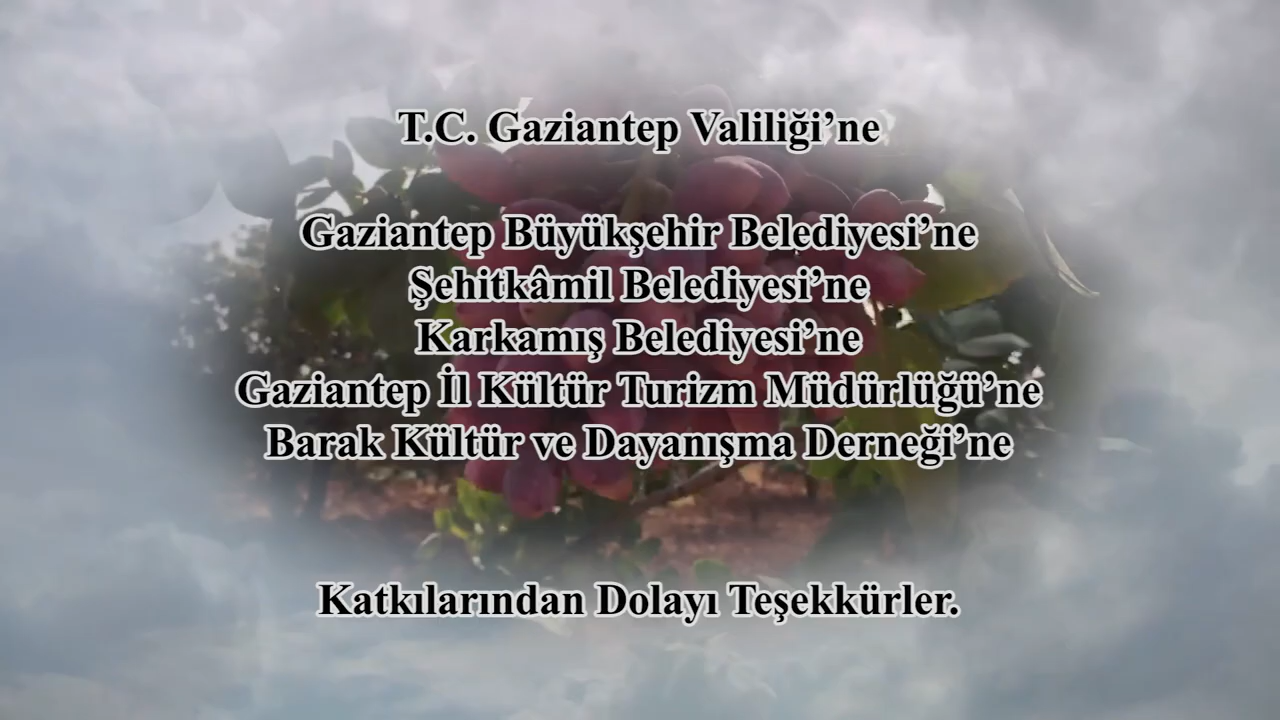 T.C. Gaziantep Valiliği’ne
Gaziantep Büyükşehir Belediyesi’ne
Şehitkâmil Belediyesi’ne
Karkamış Belediyesi’ne
Gaziantep İl Kültür Turizm Müdürlüğü’ne
Barak Kültür ve Dayanışma Derneği’ne
Katkılarından Dolayı Teşekkürler.